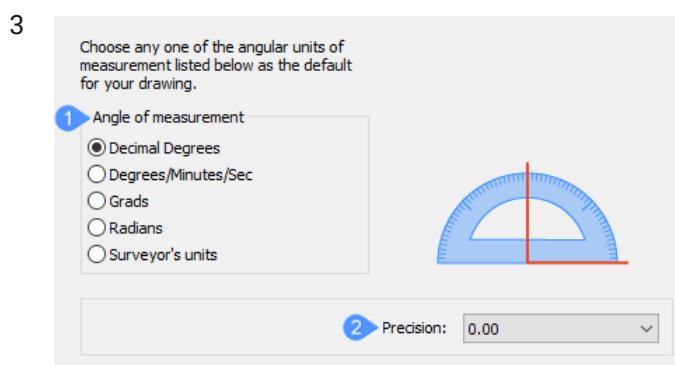 3
Choose any one of the angular units of
measurement listed below as the default
for your drawing.
1 Angle of measurement
Decimal Degrees
Degrees/Minutes/Sec
Grads
Radians
Surveyor's units
2 Precision: 0.00